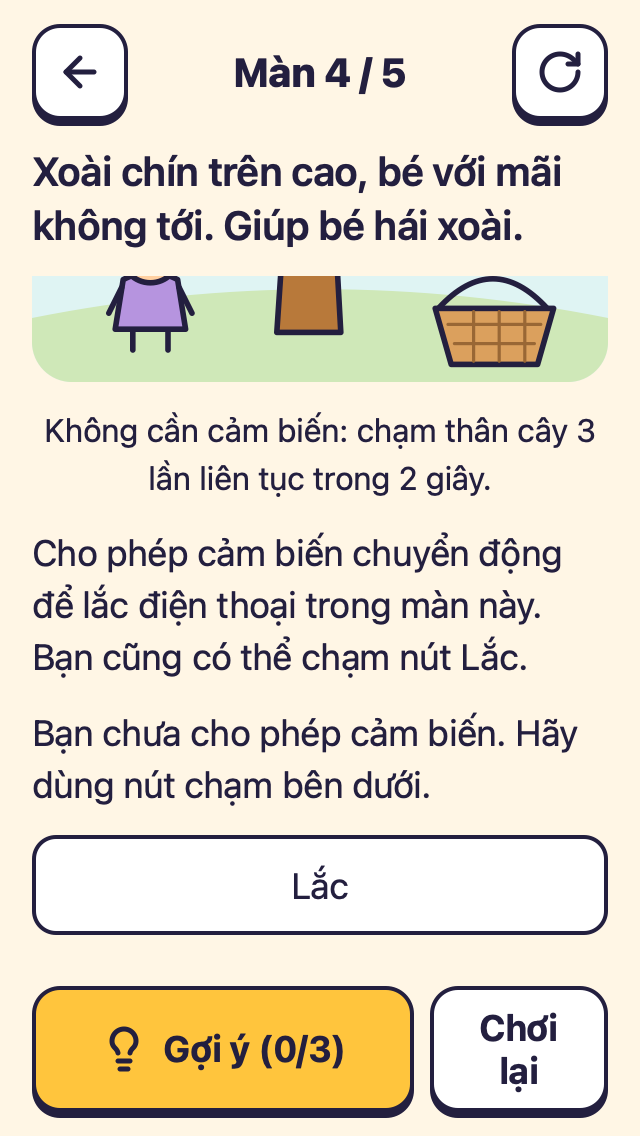 Màn 4 / 5
Xoài chín trên cao, bé với mãi
không tới. Giúp bé hái xoài.
Không cần cảm biến: chạm thân cây 3
lần liên tục trong 2 giây.
Cho phép cảm biến chuyển động
để lắc điện thoại trong màn này.
Bạn cũng có thể chạm nút Lắc.
Bạn chưa cho phép cảm biến. Hãy
dùng nút chạm bên dưới.
Lắc
Gợi ý (0/3)
Chơi
lại